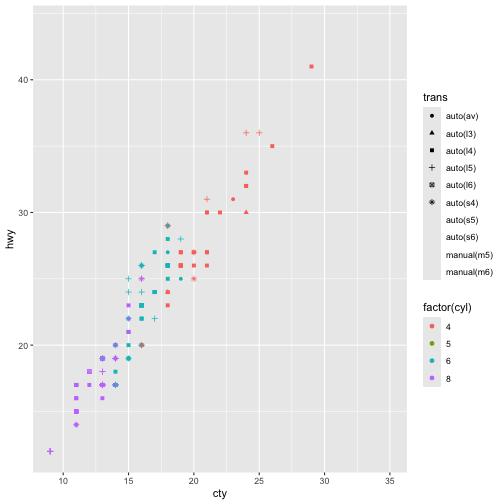 40
30
20
hwy
10
15
20
25
30
35
cty
trans
auto(av)
auto(l3)
auto(l4)
auto(l5)
auto(l6)
auto(s4)
auto(s5)
auto(s6)
manual(m5)
manual(m6)
factor(cyl)
4
5
6
8